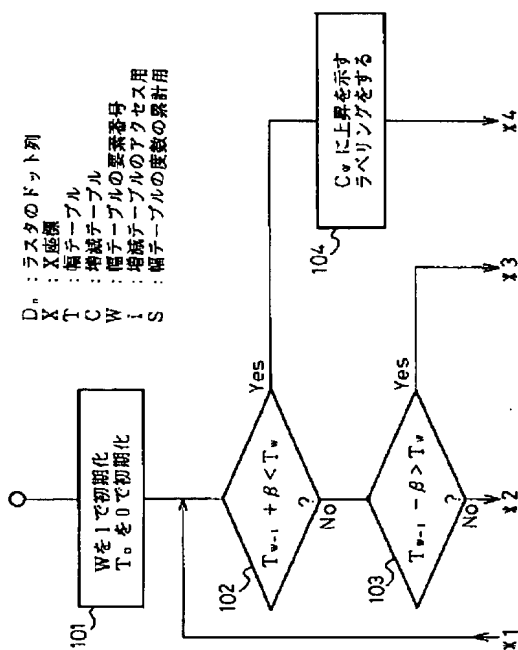 Dₙ : ラスタのドット列
X : X座標
T : 幅テーブル
C : 増減テーブル
W : 幅テーブルの要素番号
i : 増減テーブルのアクセス用
S : 幅テーブルの度数の累計用
Wを1で初期化
T₀を0で初期化
101
Tw-1 + β < Tw
?
102
Yes
No
Cwに上昇を示す
ラベリングをする
104
Tw-1 - β > Tw
?
103
Yes
No
X1
X2
X3
X4